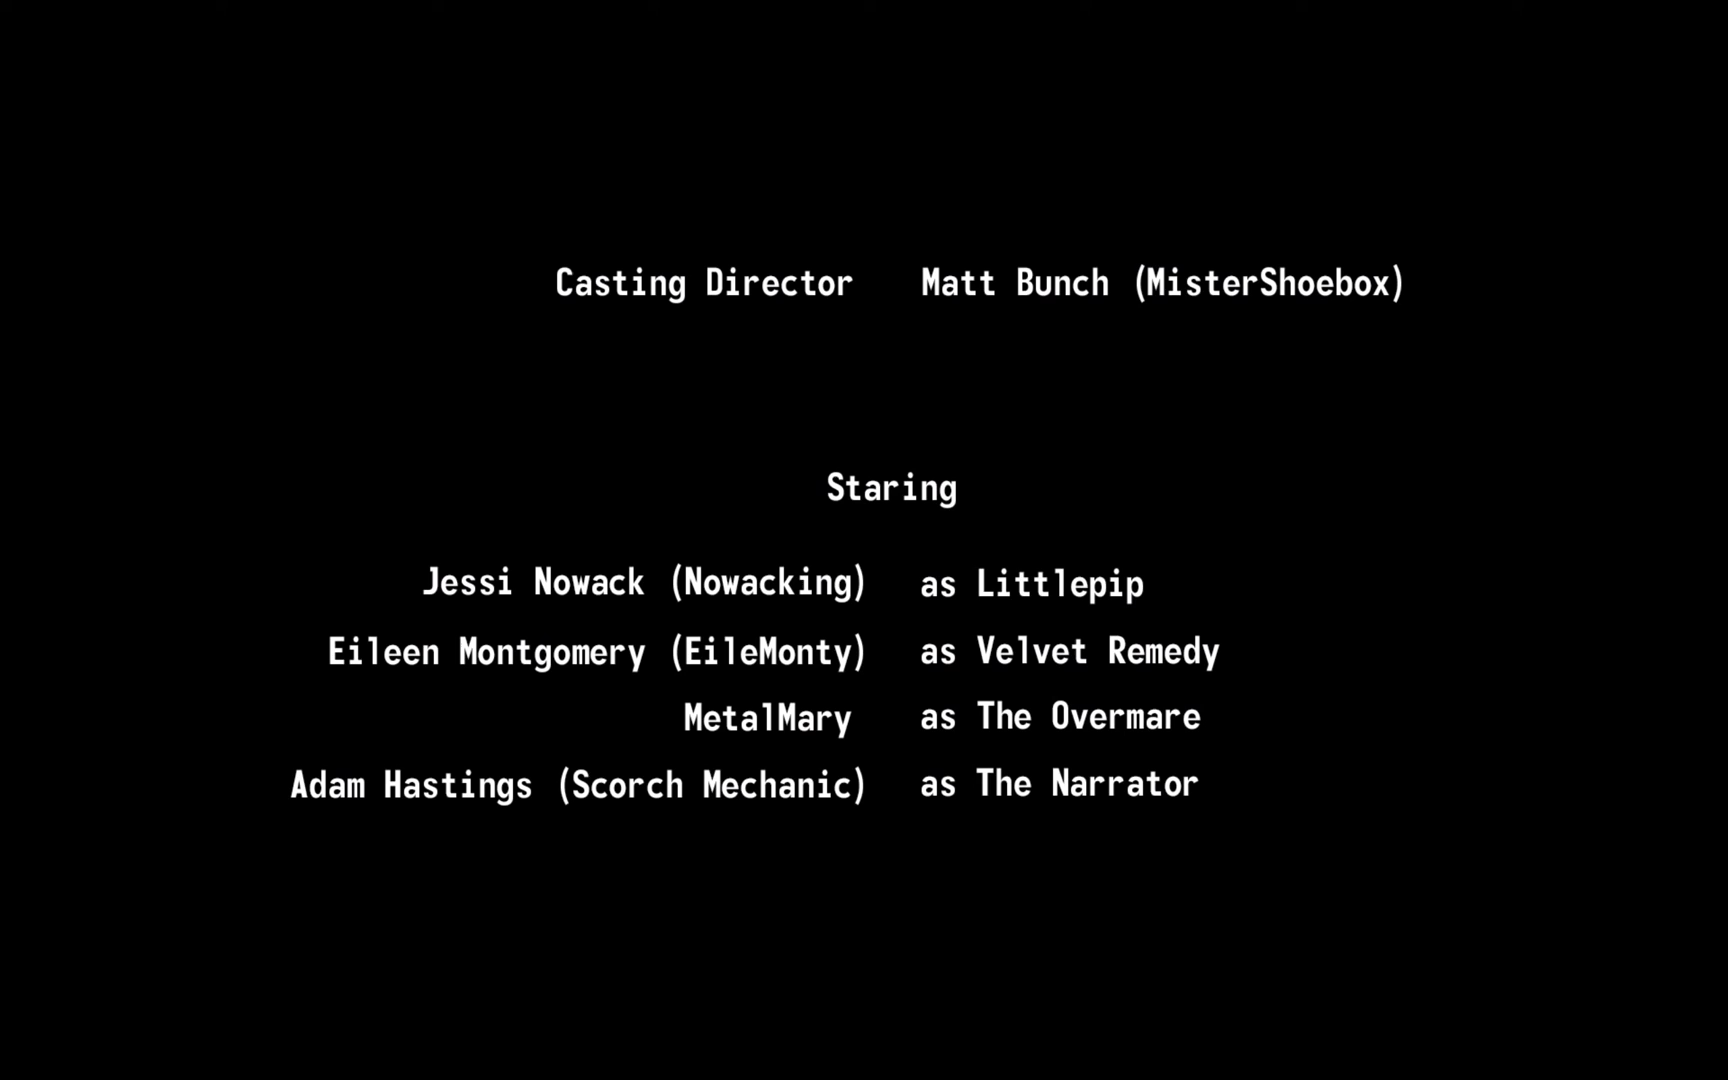 Casting Director Matt Bunch (MisterShoebox)
Staring
Jessi Nowack (Nowacking) as Littlepip
Eileen Montgomery (EileMonty) as Velvet Remedy
MetalMary as The Overmare
Adam Hastings (Scorch Mechanic) as The Narrator